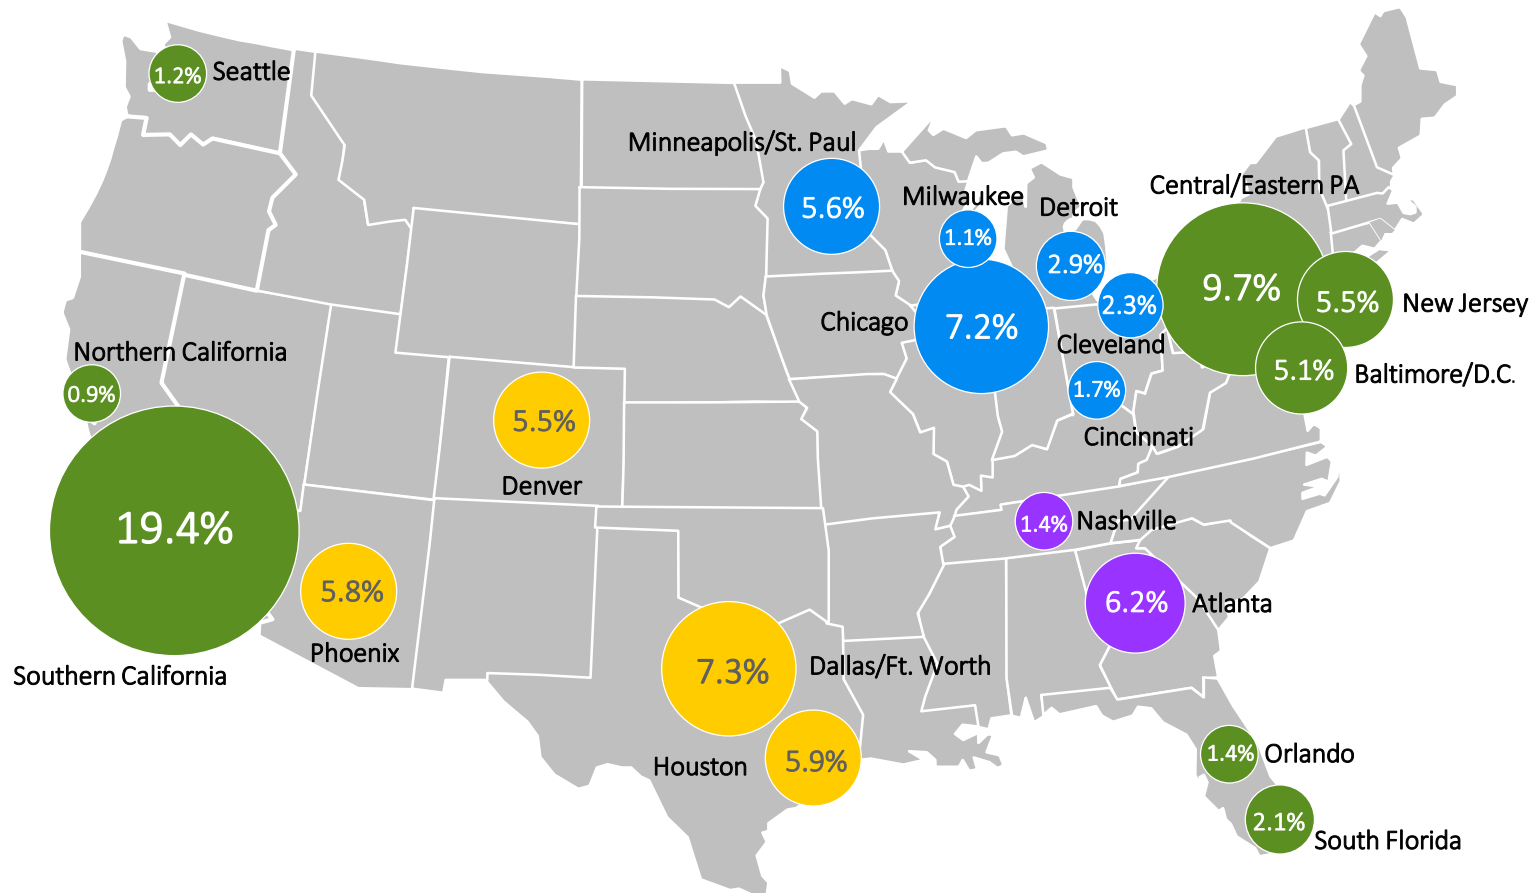 1.2% Seattle
Minneapolis/St. Paul
5.6%
Milwaukee
1.1%
Detroit
2.9%
Central/Eastern PA
9.7%
5.5% New Jersey
2.3%
Cleveland
Chicago 7.2%
5.1% Baltimore/D.C.
1.7%
Cincinnati
Northern California
0.9%
5.5%
Denver
19.4%
Southern California
5.8%
Phoenix
1.4% Nashville
6.2% Atlanta
7.3% Dallas/Ft. Worth
Houston 5.9%
1.4% Orlando
2.1% South Florida